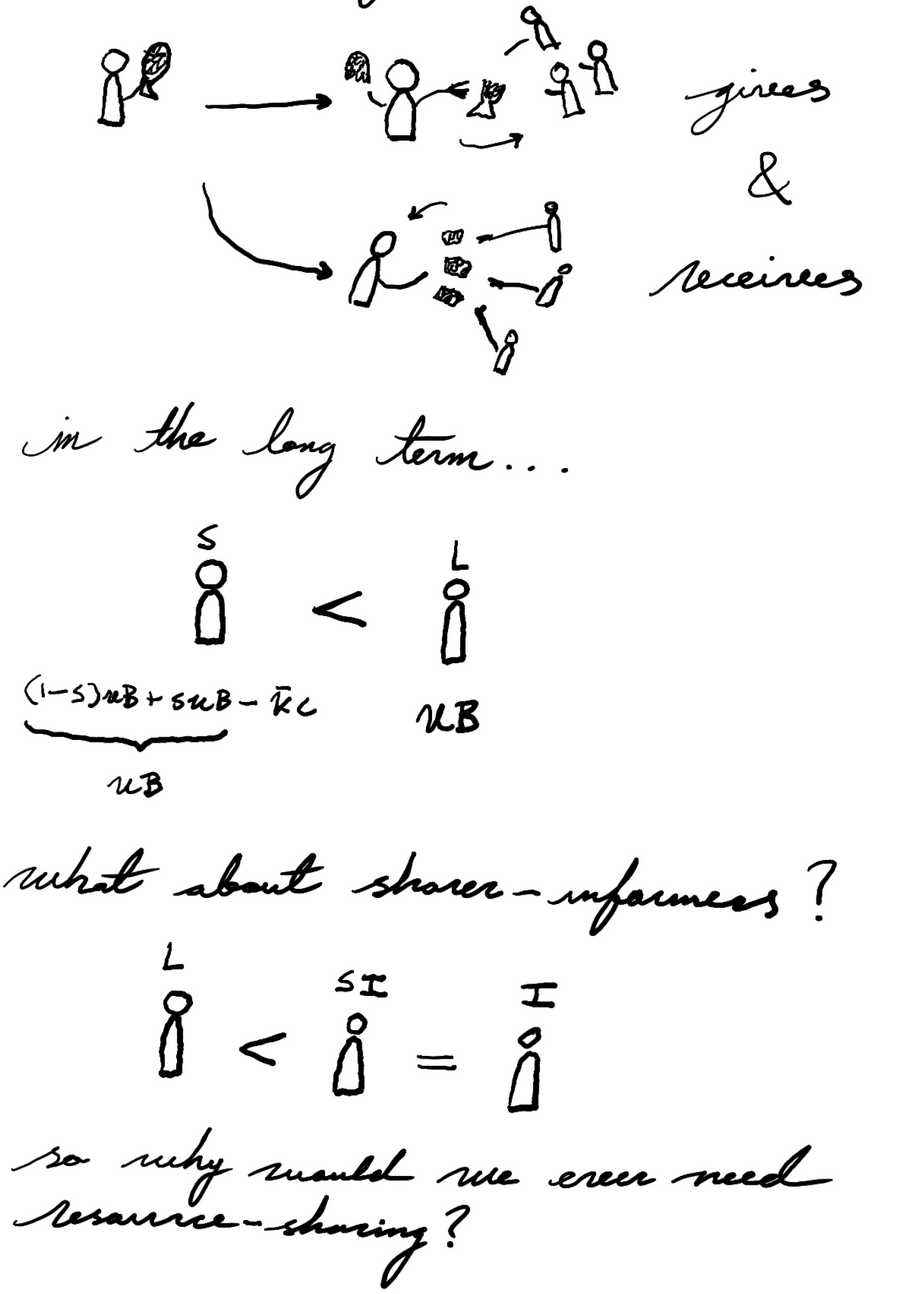 gives
&
receives
in the long term...
S < L
(1-s)uB + suB - k̄c
uB
uB
what about sharer-informers?
L
SI
I
< =
so why would we ever need
resource-sharing?